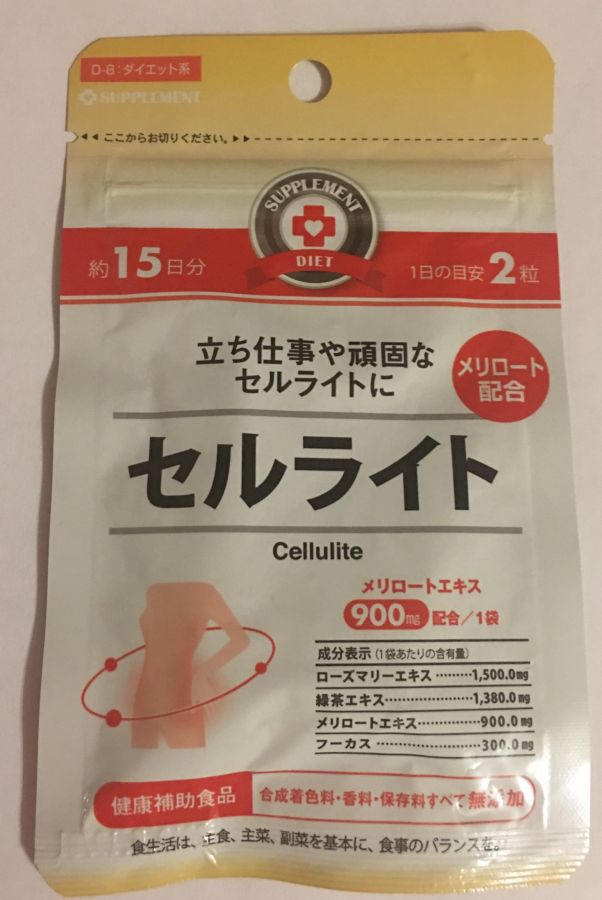 D-8:ダイエット系
SUPPLEMENT
◀◀ ここからお切りください。▶▶
SUPPLEMENT
DIET
約15日分
1日の目安2粒
立ち仕事や頑固な
セルライトに
メリロート
配合
セルライト
Cellulite
メリロートエキス
900mg 配合/1袋
成分表示(1袋あたりの含有量)
ローズマリーエキス………1,500.0mg
緑茶エキス……………………1,380.0mg
メリロートエキス……………900.0mg
フーカス………………………300.0mg
健康補助食品
合成着色料・香料・保存料すべて無添加
食生活は、主食、主菜、副菜を基本に、食事のバランスを。